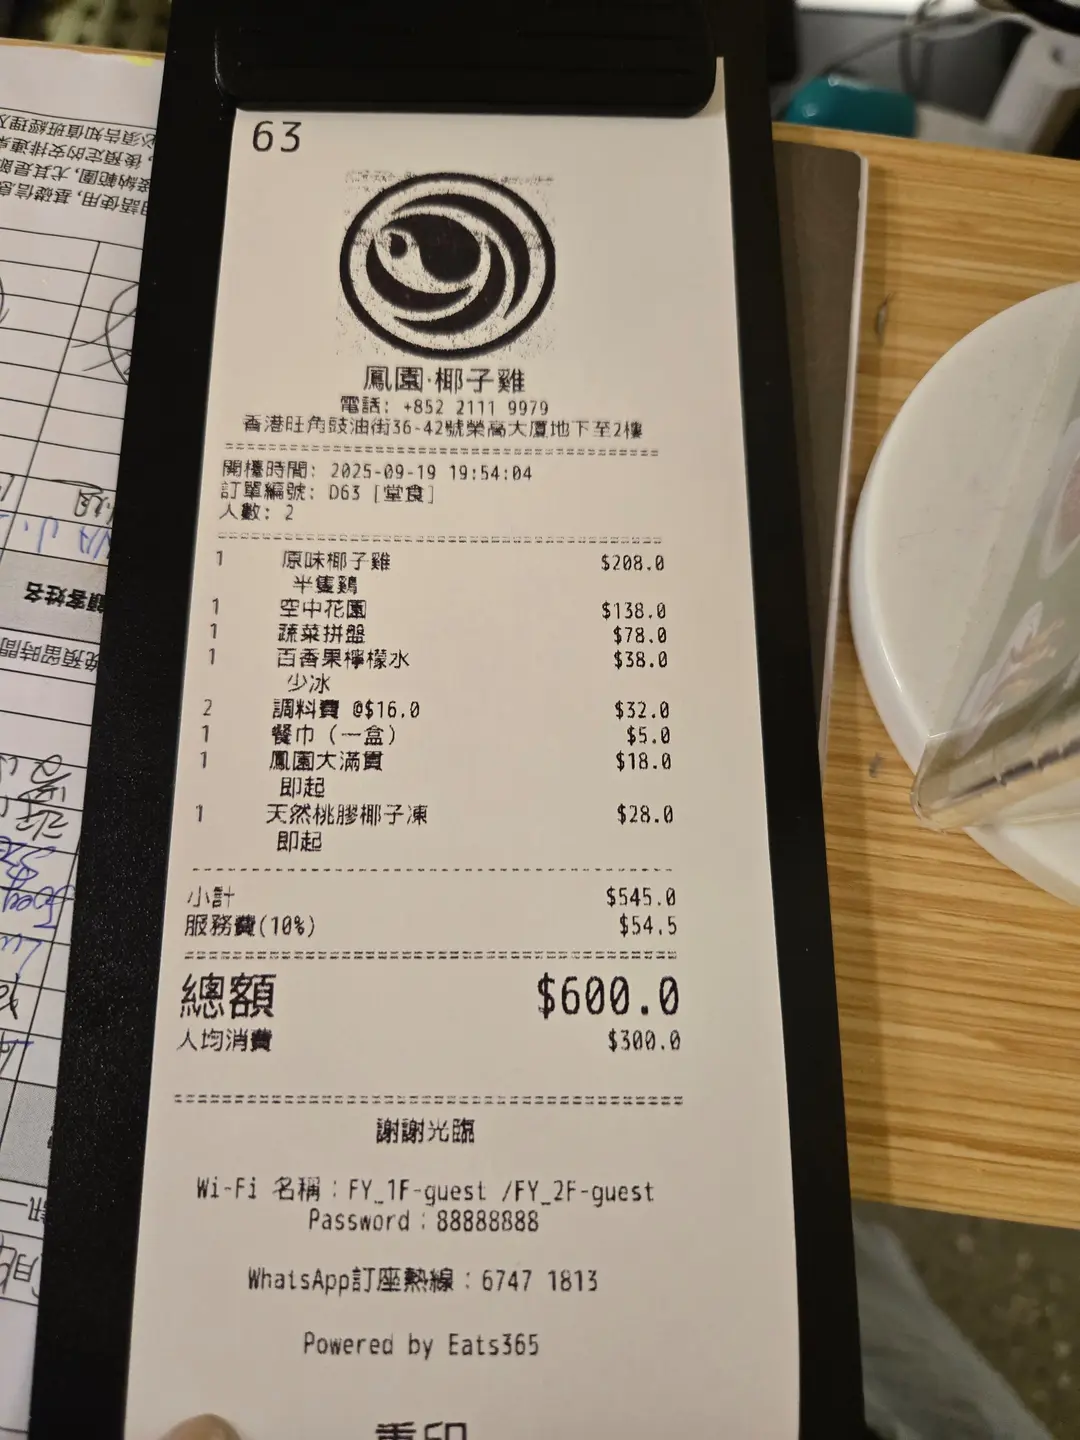 63
鳳園·椰子雞
電話: +852 2111 9979
香港旺角豉油街36-42號榮高大厦地下至2樓
開檯時間: 2025-09-19 19:54:04
訂單編號: D63 [堂食]
人數: 2
1 原味椰子雞 $208.0
半隻鷄
1 空中花園 $138.0
1 蔬菜拼盤 $78.0
1 百香果檸檬水 $38.0
少冰
2 調料費 @$16.0 $32.0
1 餐巾（一盒） $5.0
1 鳳園大滿貫 $18.0
即起
1 天然桃膠椰子凍 $28.0
即起
小計 $545.0
服務費(10%) $54.5
總額 $600.0
人均消費 $300.0
謝謝光臨
Wi-Fi 名稱：FY_1F-guest /FY_2F-guest
Password：88888888
WhatsApp訂座熱線：6747 1813
Powered by Eats365
重印
顧客姓名